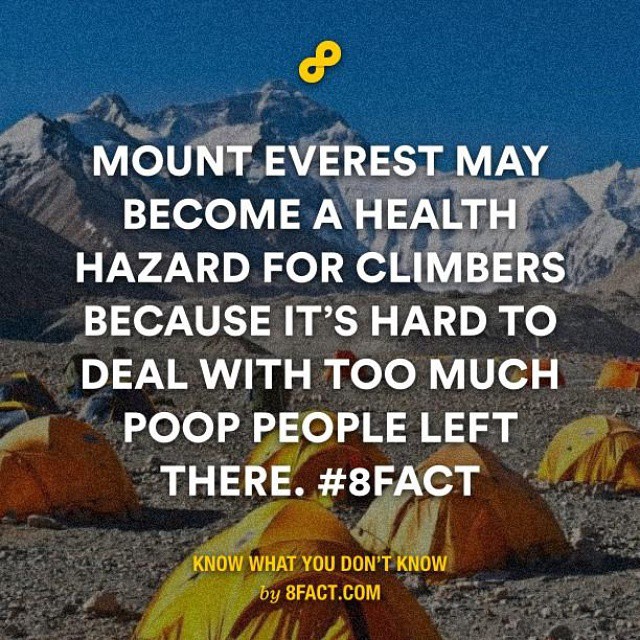 MOUNT EVEREST MAY
BECOME A HEALTH
HAZARD FOR CLIMBERS
BECAUSE IT’S HARD TO
DEAL WITH TOO MUCH
POOP PEOPLE LEFT
THERE. #8FACT
KNOW WHAT YOU DON’T KNOW
by 8FACT.COM